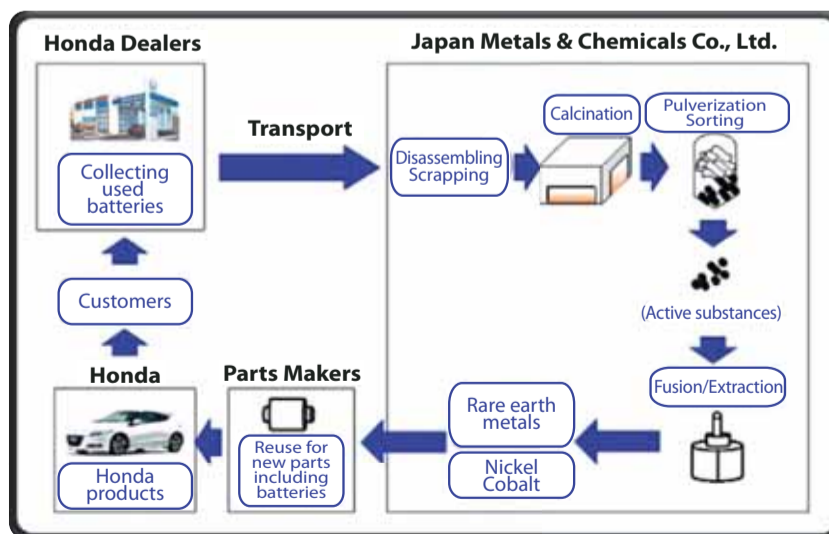 Honda Dealers
Japan Metals & Chemicals Co., Ltd.
Collecting
used
batteries
Transport
Disassembling
Scrapping
Calcination
Pulverization
Sorting
(Active substances)
Fusion/Extraction
Rare earth
metals
Nickel
Cobalt
Parts Makers
Reuse for
new parts
including
batteries
Honda
Honda
products
Customers